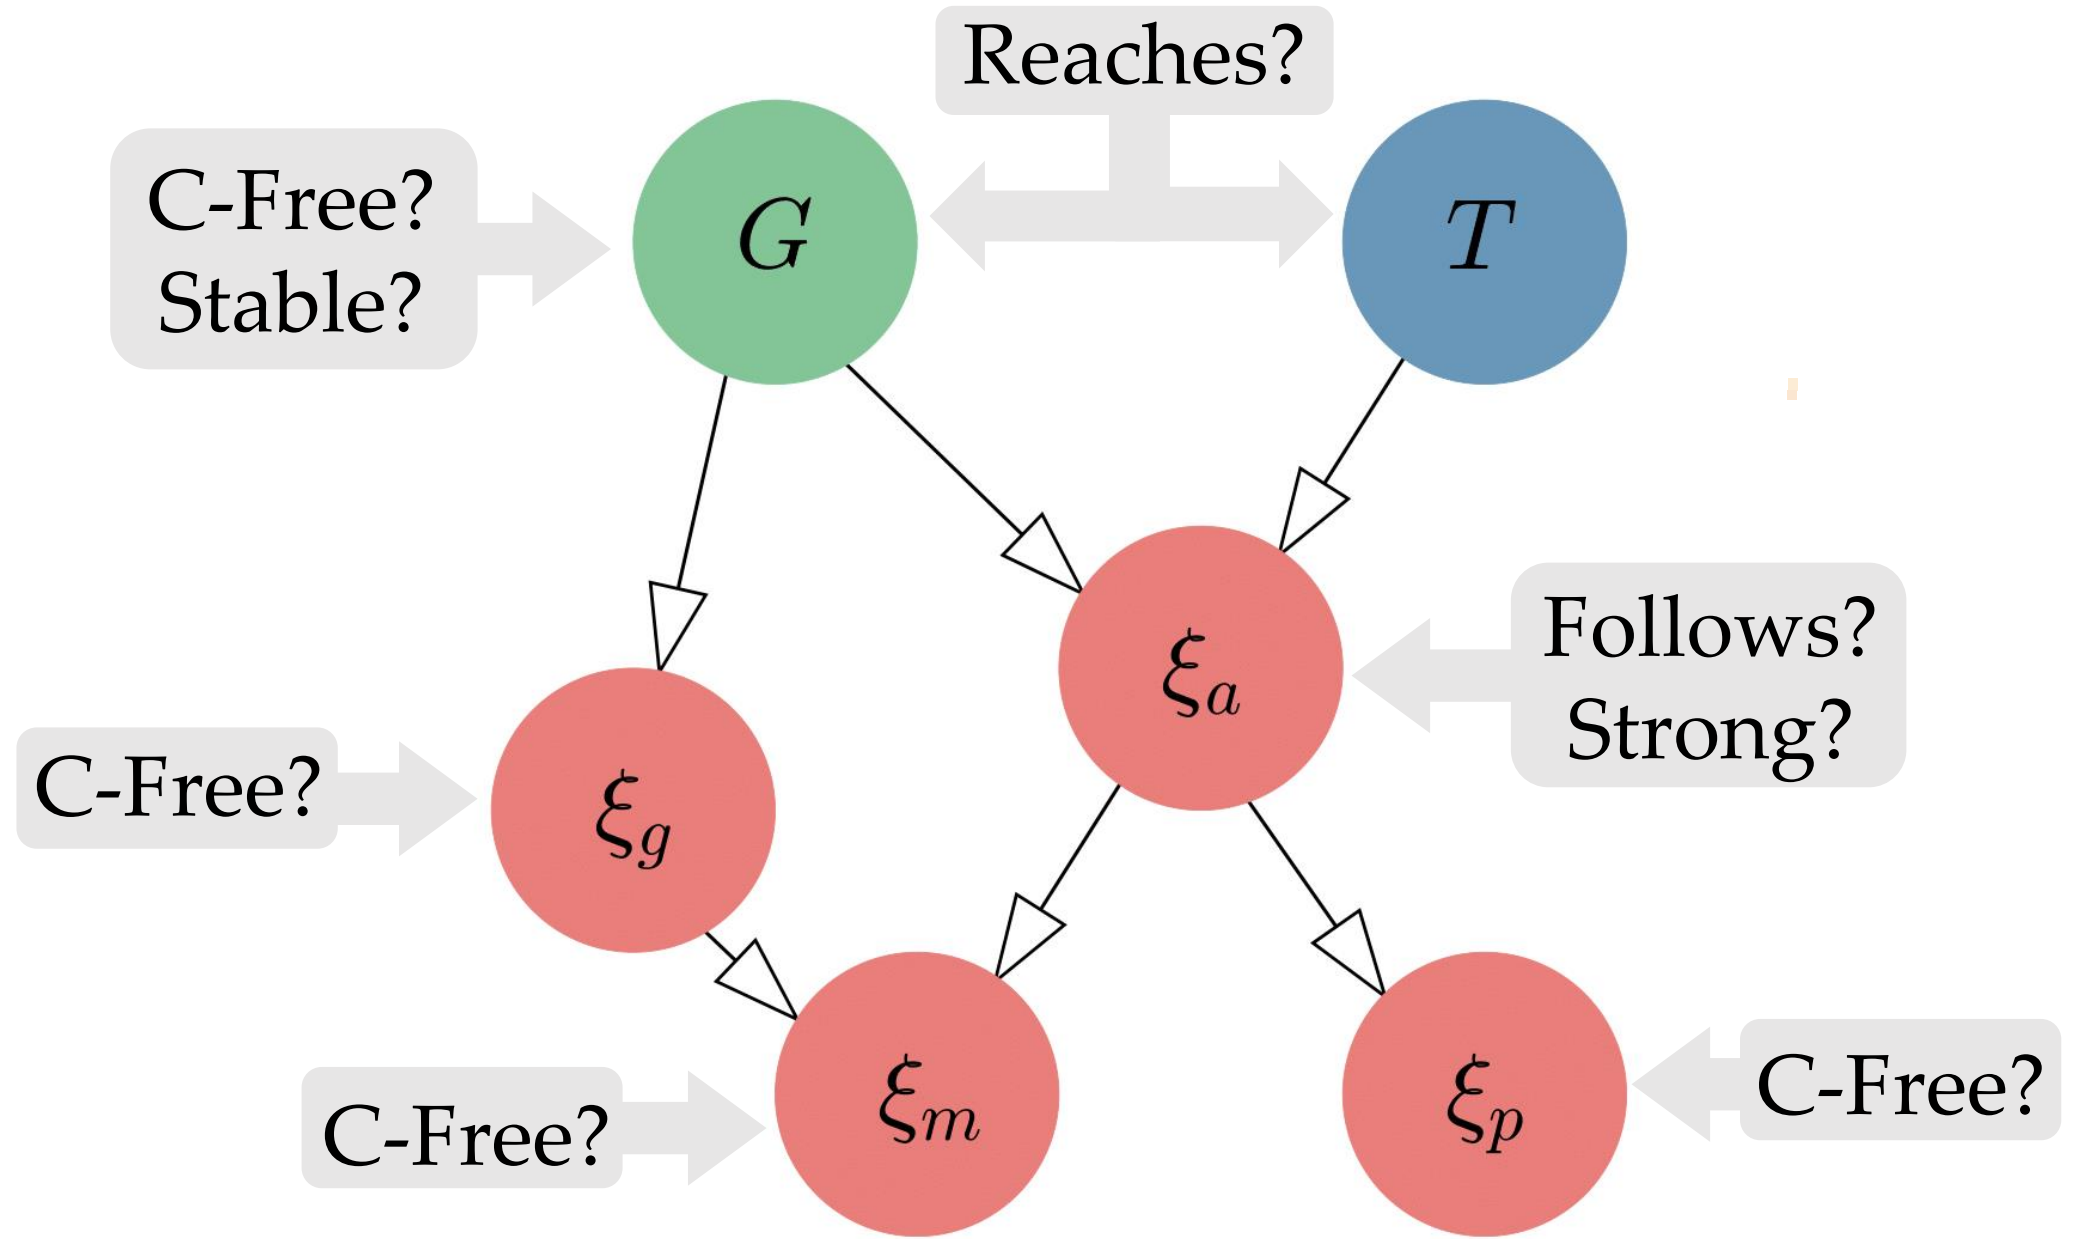 Reaches?
C-Free?
Stable?
G
T
Follows?
Strong?
ξa
C-Free?
ξg
C-Free?
ξm
ξp
C-Free?